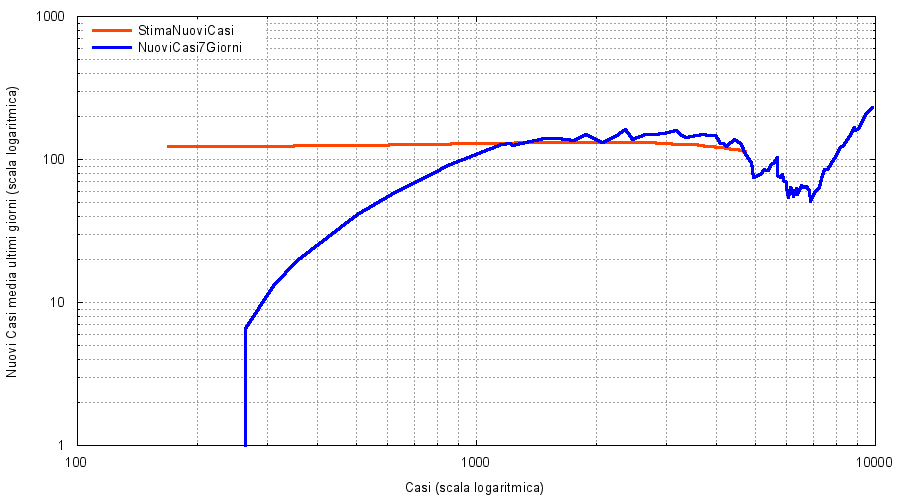 1000
StimaNuoviCasi
NuoviCasi7Giorni
100
10
1
100
1000
10000
Nuovi Casi media ultimi giorni (scala logaritmica)
Casi (scala logaritmica)